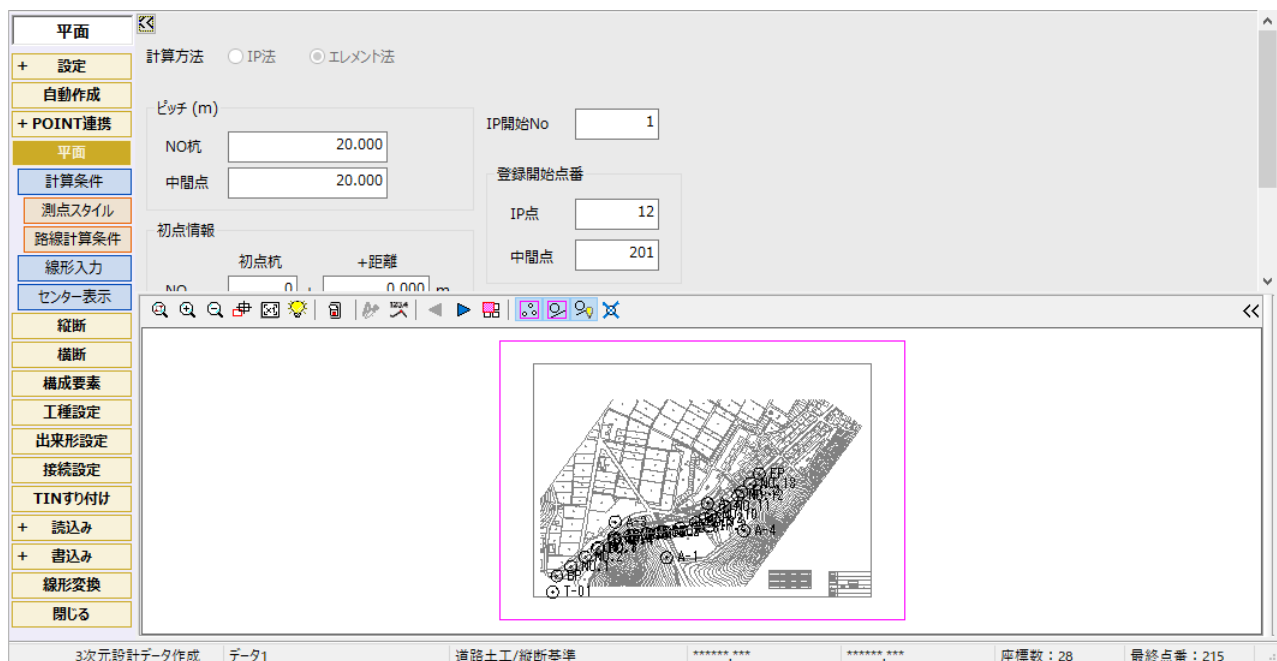 平面
+ 設定
自動作成
+ POINT連携
平面
計算条件
測点スタイル
路線計算条件
線形入力
センター表示
縦断
横断
構成要素
工種設定
出来形設定
接続設定
TINすり付け
+ 読込み
+ 書込み
線形変換
閉じる
計算方法 IP法 エレメント法
ピッチ (m)
NO杭 20.000
中間点 20.000
IP開始No 1
登録開始点番
IP点 12
中間点 201
初点情報
初点杭 +距離
NO 0 + 0.000 m
EP
A-3
A-4
A-1
NO.1
BP
T-01
3次元設計データ作成 データ1 道路土工/縦断基準 ******.*** ******.*** 座標数：28 最終点番：215